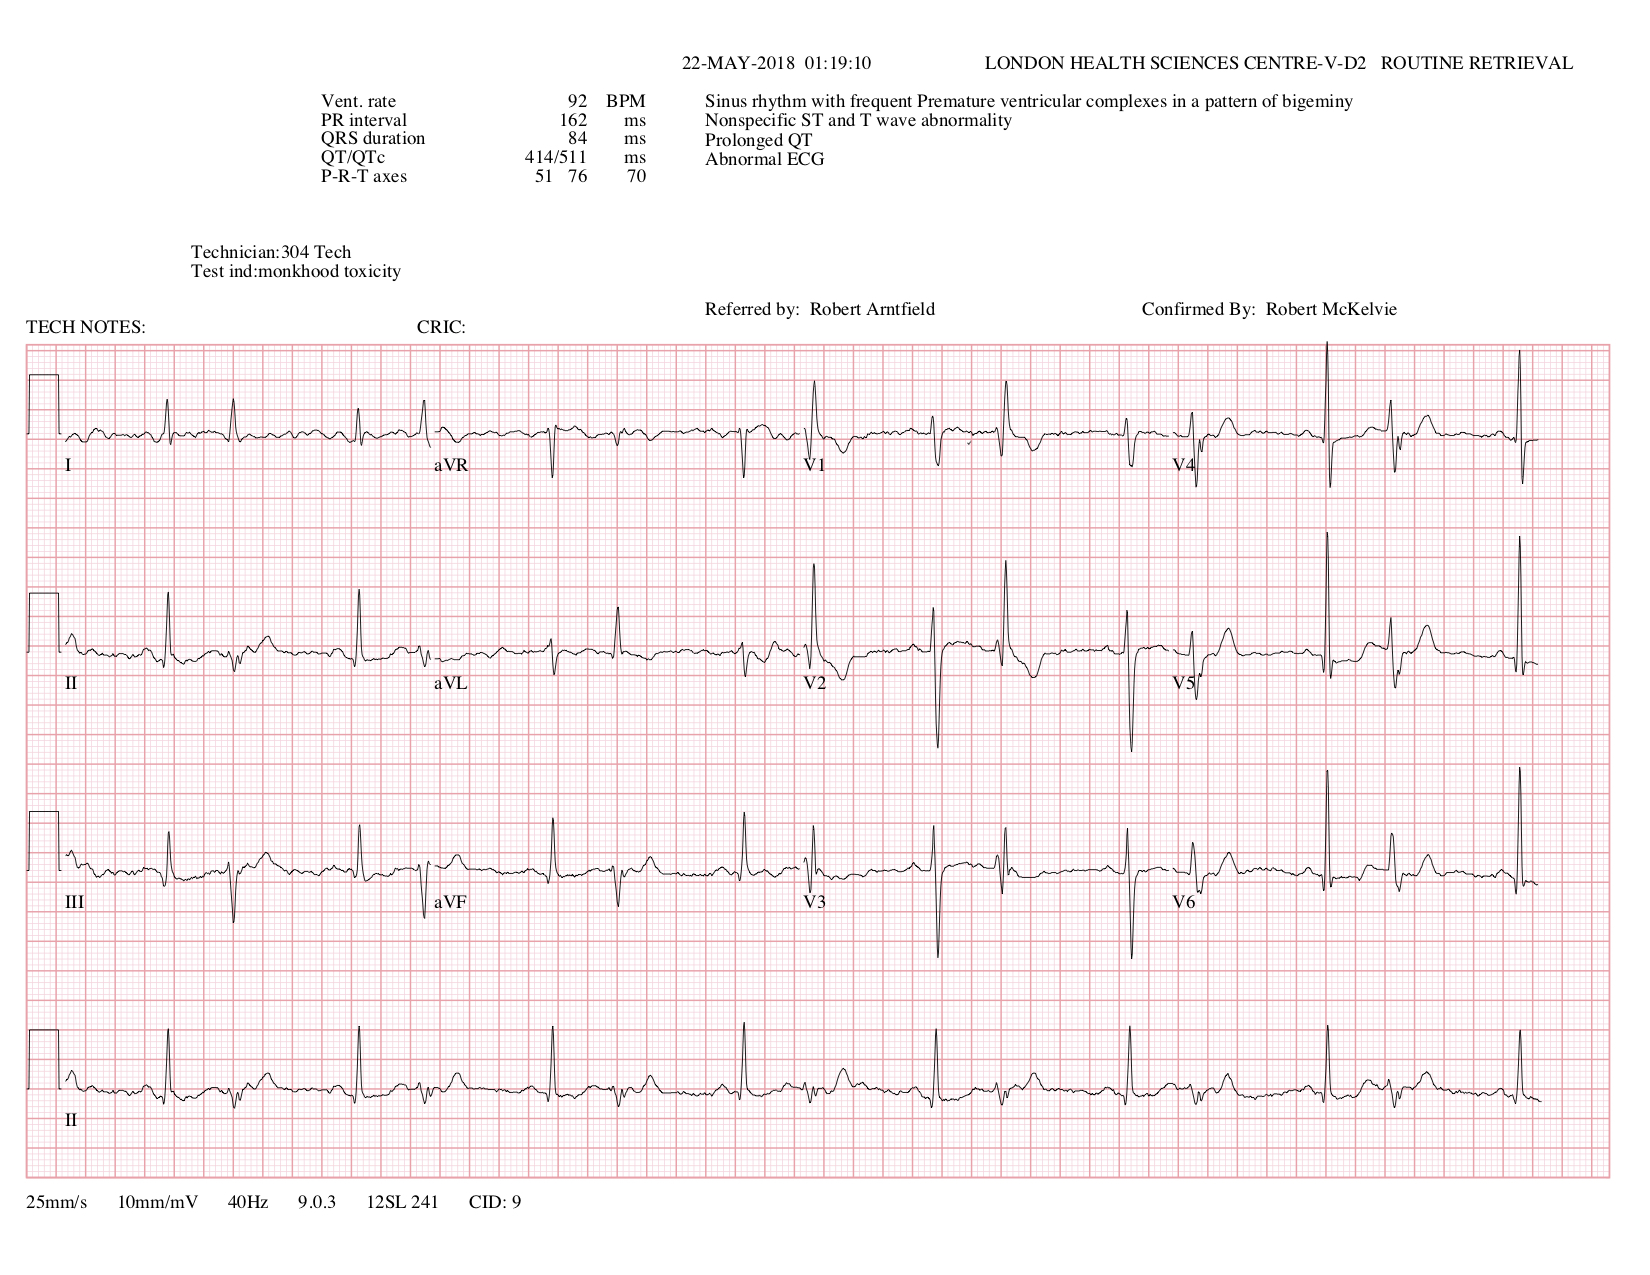 22-MAY-2018 01:19:10 LONDON HEALTH SCIENCES CENTRE-V-D2 ROUTINE RETRIEVAL
Vent. rate 92 BPM
PR interval 162 ms
QRS duration 84 ms
QT/QTc 414/511 ms
P-R-T axes 51 76 70
Sinus rhythm with frequent Premature ventricular complexes in a pattern of bigeminy
Nonspecific ST and T wave abnormality
Prolonged QT
Abnormal ECG
Technician:304 Tech
Test ind:monkhood toxicity
Referred by: Robert Arntfield Confirmed By: Robert McKelvie
TECH NOTES: CRIC:
I aVR V1 V4
II aVL V2 V5
III aVF V3 V6
II
25mm/s 10mm/mV 40Hz 9.0.3 12SL 241 CID: 9